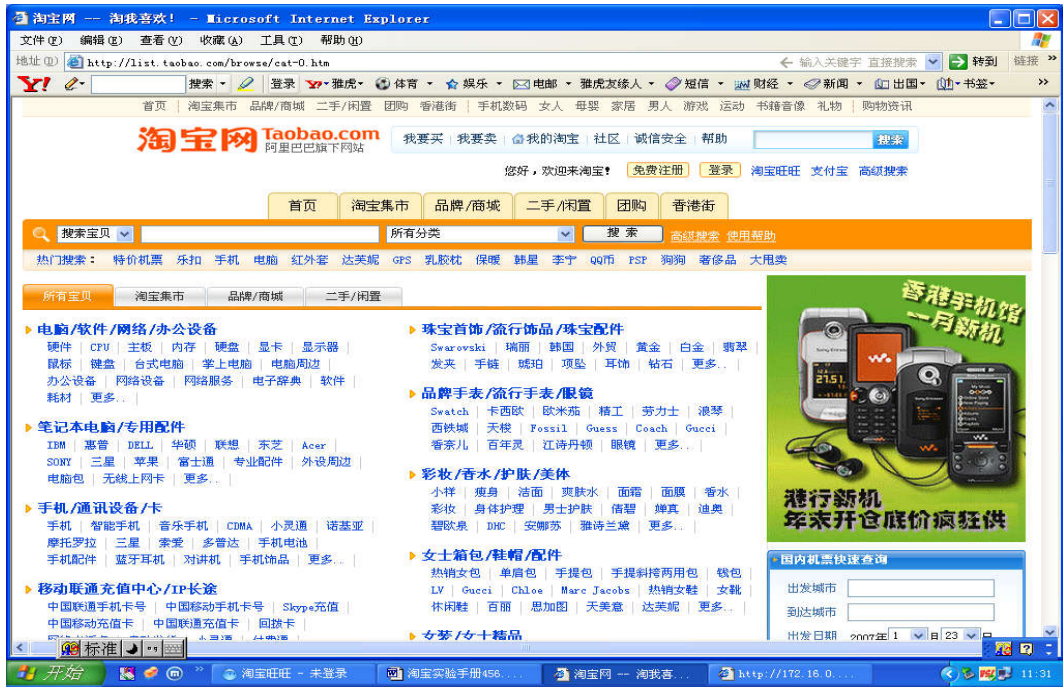 淘宝网 -- 淘我喜欢! - Microsoft Internet Explorer
文件(F) 编辑(E) 查看(V) 收藏(A) 工具(T) 帮助(H)
地址(D) http://list.taobao.com/browse/cat-0.htm 输入关键字 直接搜索 转到 链接 »
Y! 搜索 登录 雅虎 体育 娱乐 电邮 雅虎友缘人 短信 财经 新闻 出国 书签 »
首页 | 淘宝集市 品牌/商城 二手/闲置 团购 香港街 | 手机数码 女人 母婴 家居 男人 游戏 运动 书籍音像 礼物 | 购物资讯
淘宝网 Taobao.com
阿里巴巴旗下网站
我要买 | 我要卖 | 我的淘宝 | 社区 | 诚信安全 | 帮助 搜索
您好,欢迎来淘宝! 免费注册 登录 淘宝旺旺 支付宝 高级搜索
首页 淘宝集市 品牌/商城 二手/闲置 团购 香港街
搜索宝贝 所有分类 搜 索 高级搜索 使用帮助
热门搜索: 特价机票 乐扣 手机 电脑 红外套 达芙妮 GPS 乳胶枕 保暖 韩星 李宁 QQ币 PSP 狗狗 奢侈品 大甩卖
所有宝贝 淘宝集市 品牌/商城 二手/闲置
电脑/软件/网络/办公设备
硬件 | CPU | 主板 | 内存 | 硬盘 | 显卡 | 显示器 |
鼠标 | 键盘 | 台式电脑 | 掌上电脑 | 电脑周边 |
办公设备 | 网络设备 | 网络服务 | 电子辞典 | 软件 |
耗材 | 更多.. |
笔记本电脑/专用配件
IBM | 惠普 | DELL | 华硕 | 联想 | 东芝 | Acer |
SONY | 三星 | 苹果 | 富士通 | 专业配件 | 外设周边 |
电脑包 | 无线上网卡 | 更多.. |
手机/通讯设备/卡
手机 | 智能手机 | 音乐手机 | CDMA | 小灵通 | 诺基亚 |
摩托罗拉 | 三星 | 索爱 | 多普达 | 手机电池 |
手机配件 | 蓝牙耳机 | 对讲机 | 手机饰品 | 更多.. |
移动联通充值中心/IP长途
中国联通手机卡号 | 中国移动手机卡号 | Skype充值 |
中国移动充值卡 | 中国联通充值卡 | 回拨卡 |
珠宝首饰/流行饰品/珠宝配件
Swarovski | 瑞丽 | 韩国 | 外贸 | 黄金 | 白金 | 翡翠
发夹 | 手链 | 琥珀 | 项坠 | 耳饰 | 钻石 | 更多.. |
品牌手表/流行手表/眼镜
Swatch | 卡西欧 | 欧米茄 | 精工 | 劳力士 | 浪琴 |
西铁城 | 天梭 | Fossil | Guess | Coach | Gucci |
香奈儿 | 百年灵 | 江诗丹顿 | 眼镜 | 更多.. |
彩妆/香水/护肤/美体
小样 | 瘦身 | 洁面 | 爽肤水 | 面霜 | 面膜 | 香水 |
彩妆 | 身体护理 | 男士护肤 | 倩碧 | 婵真 | 迪奥 |
碧欧泉 | DHC | 安娜苏 | 雅诗兰黛 | 更多.. |
女士箱包/鞋帽/配件
热销女包 | 单肩包 | 手提包 | 手提斜挎两用包 | 钱包
LV | Gucci | Chloe | Marc Jacobs | 热销女鞋 | 女靴
休闲鞋 | 百丽 | 思加图 | 天美意 | 达芙妮 | 更多.. |
女装/女士精品
香港手机馆
一月新机
港行新机
年末开仓底价疯狂供
国内机票快速查询
出发城市
到达城市
出发日期 2007年 1 月 23 日
标准
开始 » 淘宝旺旺 - 未登录 淘宝实验手册456.... 淘宝网 -- 淘我喜... http://172.16.0.... 11:31